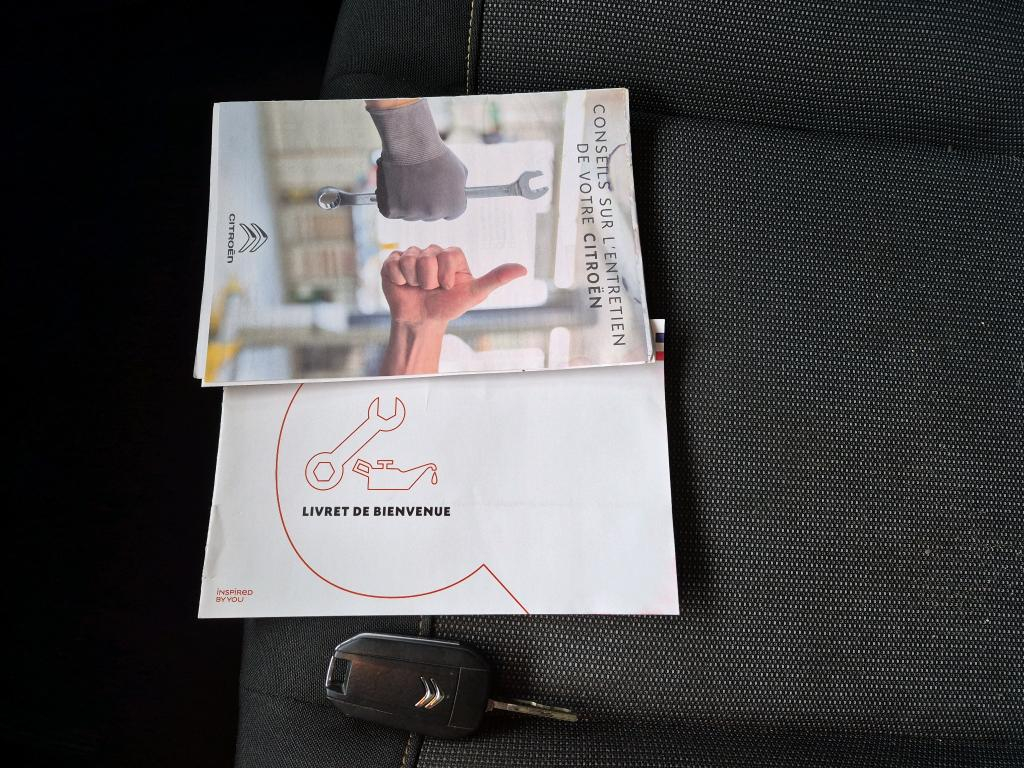 CONSEILS SUR L'ENTRETIEN
DE VOTRE CITROËN
CITROËN
LIVRET DE BIENVENUE
INSPIRED
BY YOU